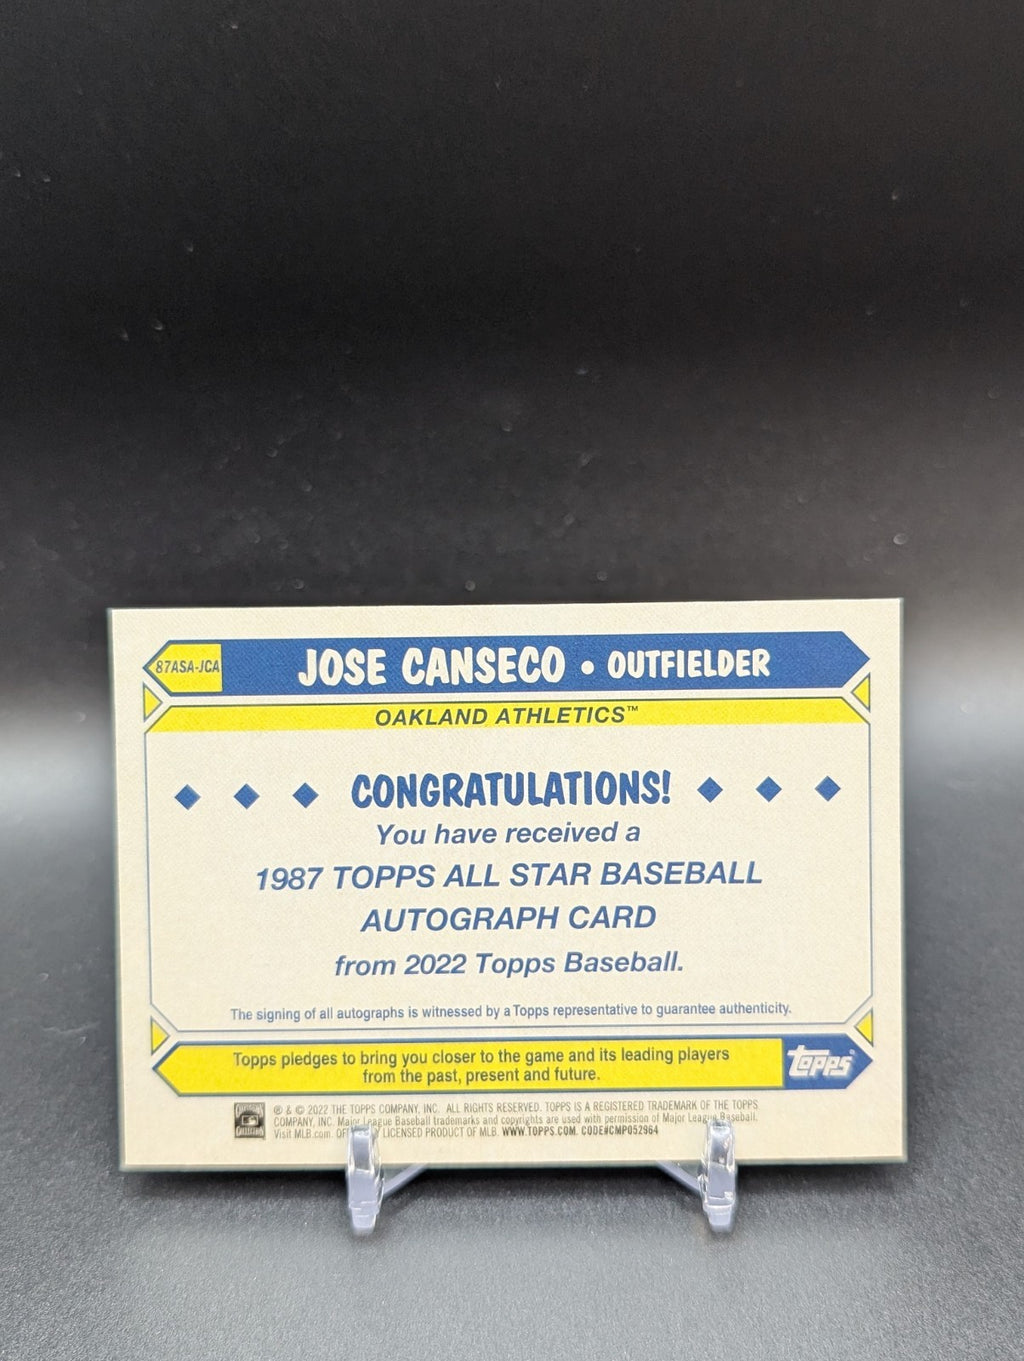 87ASA-JCA
JOSE CANSECO • OUTFIELDER
OAKLAND ATHLETICS™
CONGRATULATIONS!
You have received a
1987 TOPPS ALL STAR BASEBALL
AUTOGRAPH CARD
from 2022 Topps Baseball.
The signing of all autographs is witnessed by a Topps representative to guarantee authenticity.
Topps pledges to bring you closer to the game and its leading players
from the past, present and future.
topps®
® & © 2022 THE TOPPS COMPANY, INC. ALL RIGHTS RESERVED. TOPPS IS A REGISTERED TRADEMARK OF THE TOPPS
COMPANY, INC. Major League Baseball trademarks and copyrights are used with permission of Major League Baseball.
Visit MLB.com. LICENSED PRODUCT OF MLB. WWW.TOPPS.COM. CODE#CMP052964